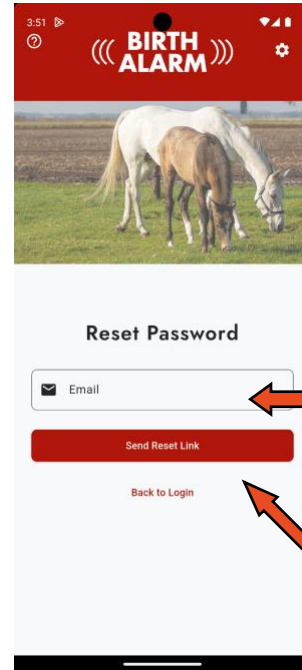 3:51
BIRTH
ALARM
Reset Password
Email
Send Reset Link
Back to Login